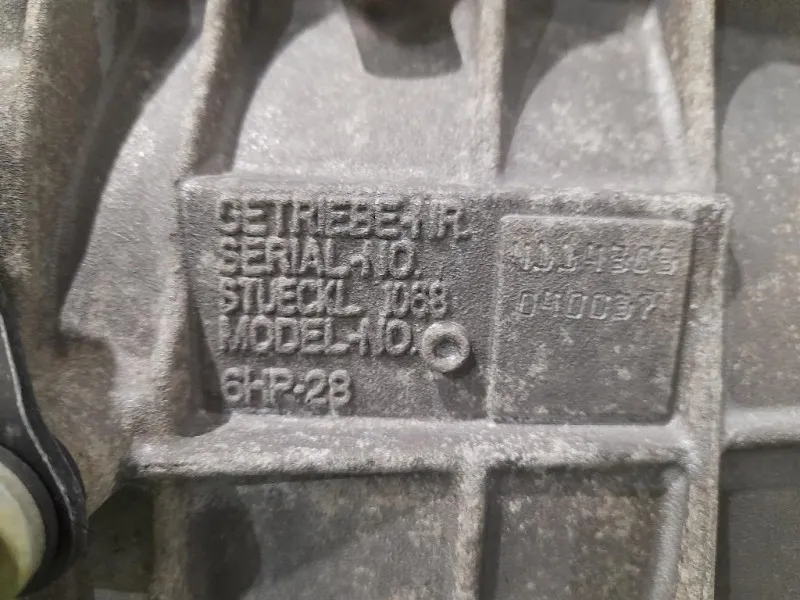 GETRIEBE-NR.
SERIAL-NO.
STUECKL. 1068
MODEL-NO.
040037
6HP-28